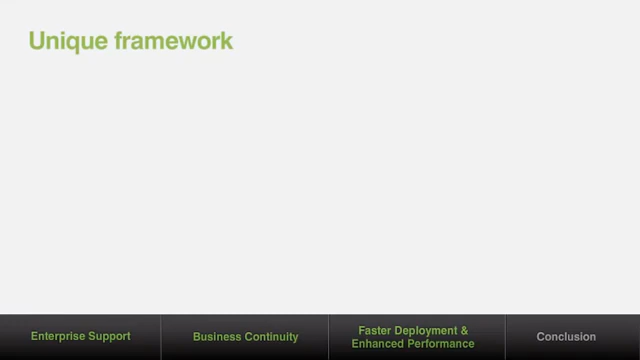 Unique framework
Enterprise Support
Business Continuity
Faster Deployment &
Enhanced Performance
Conclusion